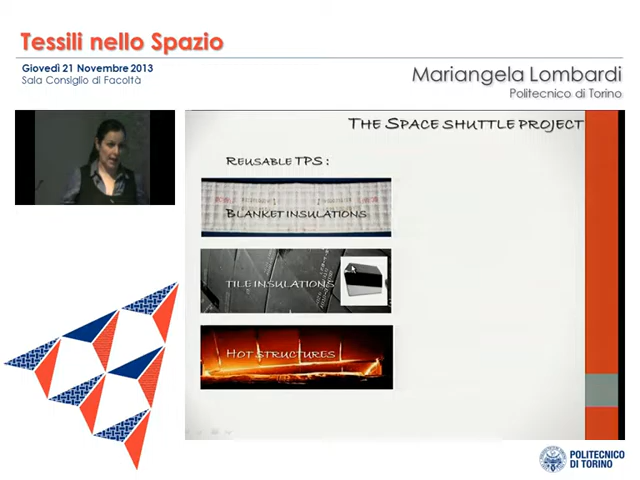 Tessili nello Spazio
Giovedì 21 Novembre 2013
Sala Consiglio di Facoltà
Mariangela Lombardi
Politecnico di Torino
THE SPACE SHUTTLE PROJECT
REUSABLE TPS :
BLANKET INSULATIONS
TILE INSULATIONS
HOT STRUCTURES
POLITECNICO
DI TORINO